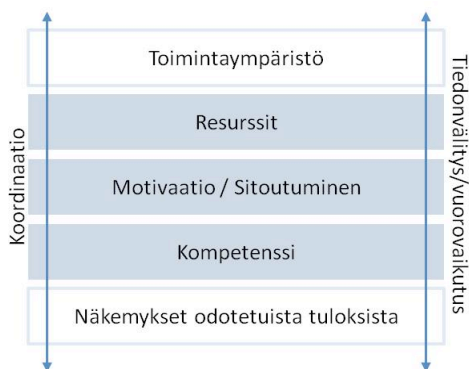 Toimintaympäristö
Resurssit
Motivaatio / Sitoutuminen
Kompetenssi
Näkemykset odotetuista tuloksista
Koordinaatio
Tiedonvälitys/vuorovaikutus